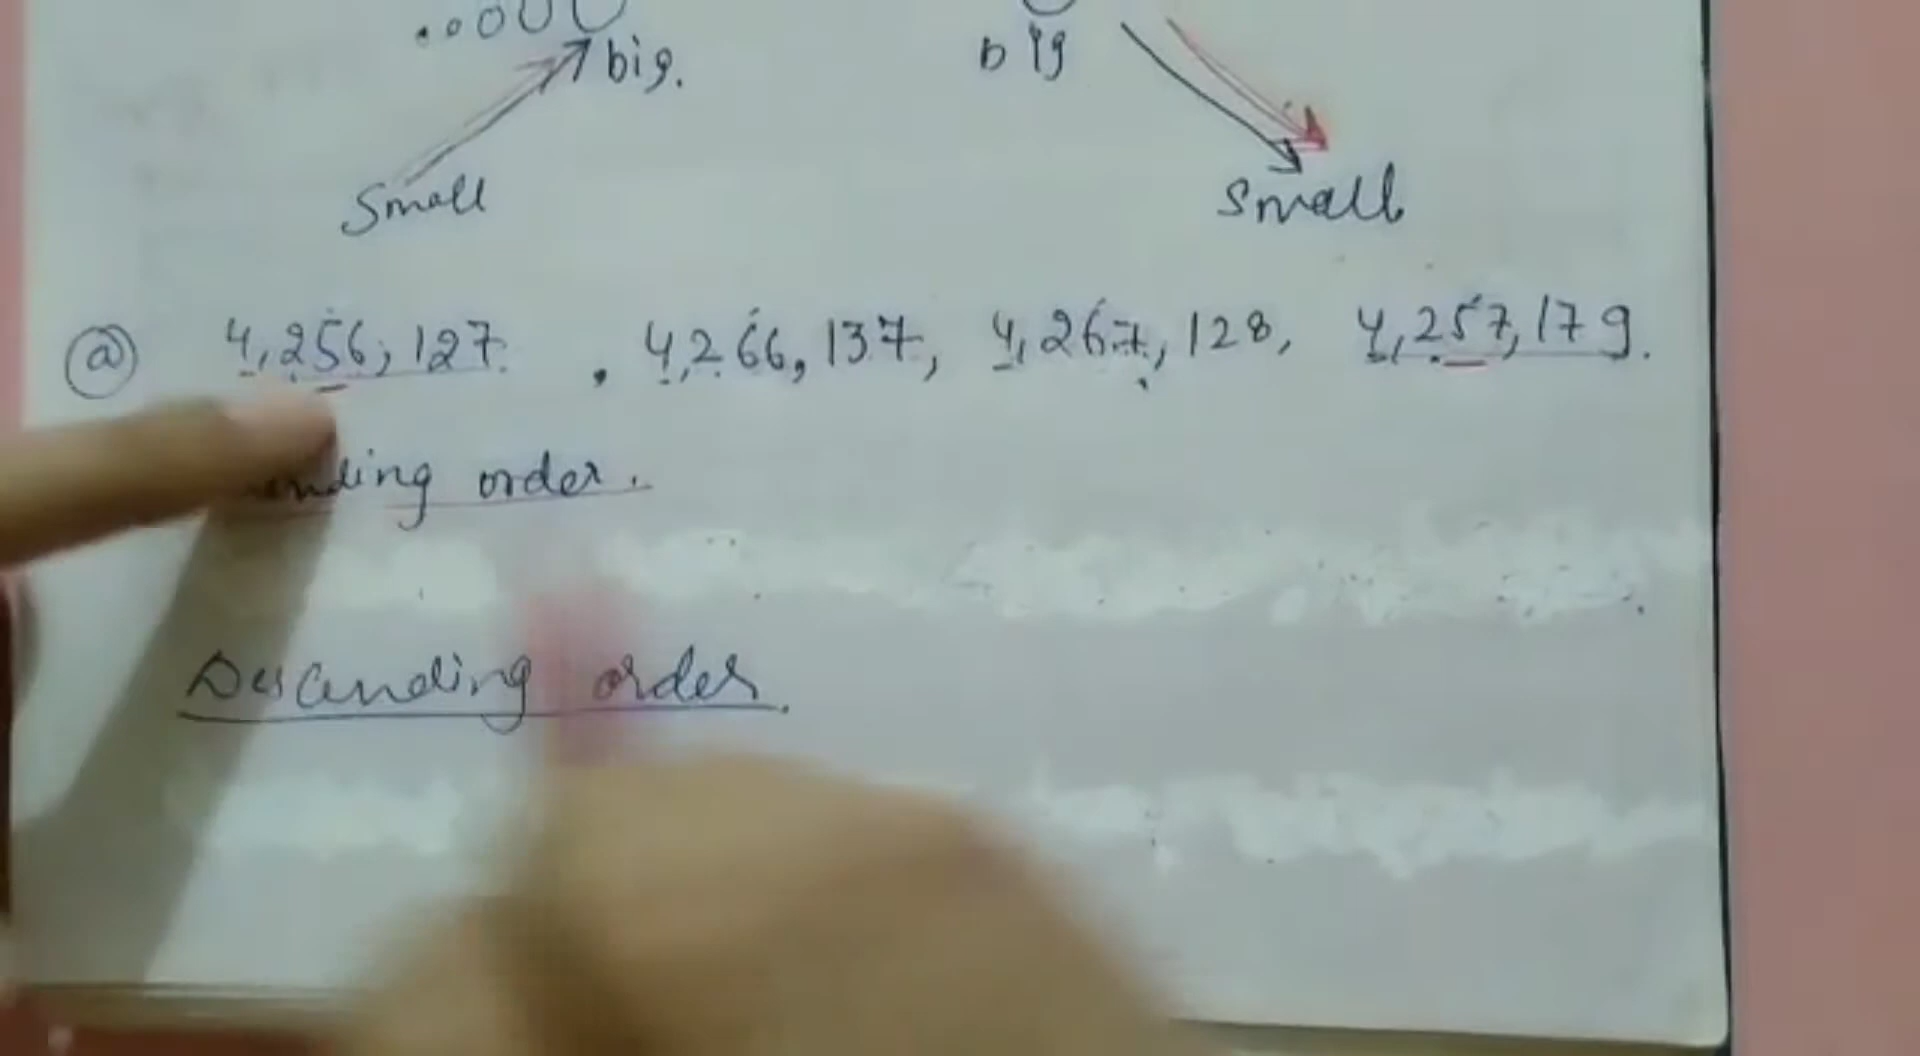 big. big
Small Small
(a) 4,256,127. , 4,266,137, 4,267,128, 4,257,179.
order.
Descending order.